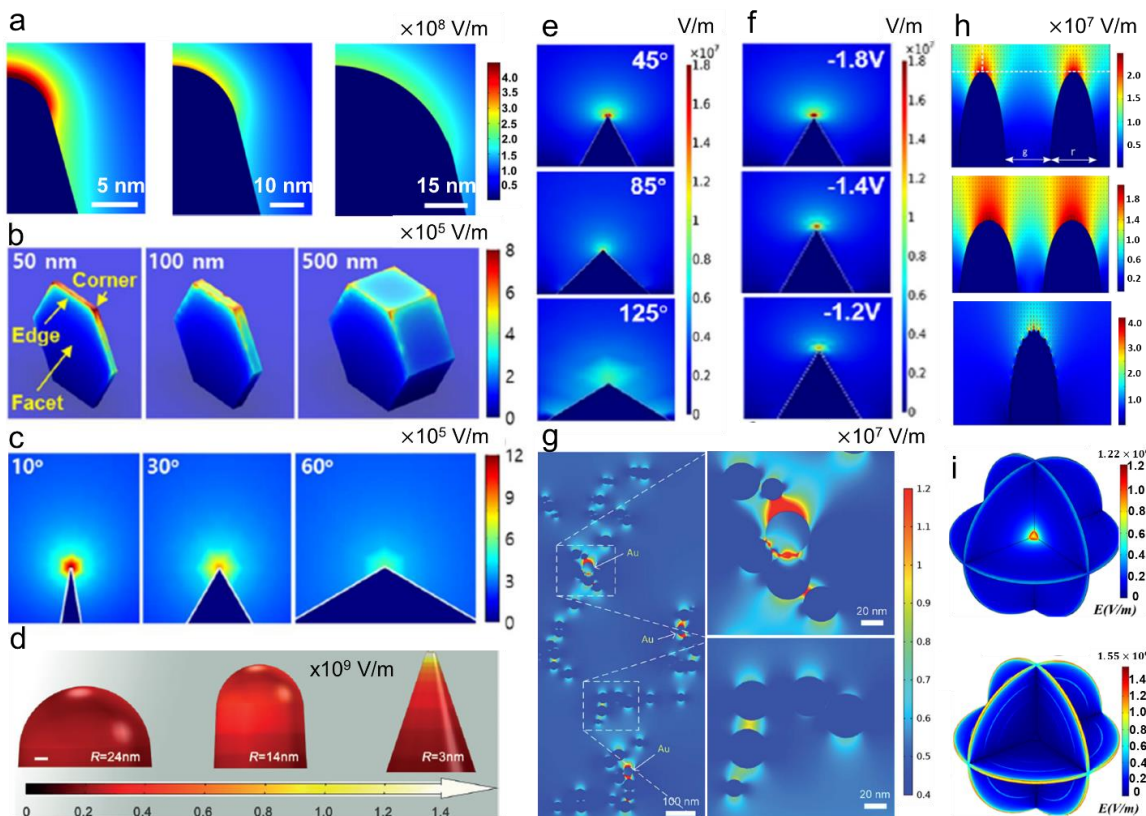 a
×10⁸ V/m
5 nm
10 nm
15 nm
4.5
4.0
3.5
3.0
2.5
2.0
1.5
1.0
0.5
b
×10⁵ V/m
50 nm
100 nm
500 nm
Corner
Edge
Facet
8
6
4
2
0
c
×10⁵ V/m
10°
30°
60°
12
9
6
3
0
d
x10⁹ V/m
R=24nm
R=14nm
R=3nm
0 0.2 0.4 0.6 0.8 1.0 1.2 1.4
e
V/m
×10⁷
45°
85°
125°
1.8
1.6
1.4
1.2
1
0.8
0.6
0.4
0.2
0
f
V/m
×10⁷
-1.8V
-1.4V
-1.2V
1.8
1.6
1.4
1.2
1
0.8
0.6
0.4
0.2
0
g
×10⁷ V/m
Au
Au
Au
100 nm
20 nm
20 nm
1.2
1.1
1
0.9
0.8
0.7
0.6
0.5
0.4
h
×10⁷ V/m
g
r
2.0
1.5
1.0
0.5
1.8
1.5
1.0
0.5
4.0
3.0
2.0
1.0
i
1.2
1.0
0.8
0.6
0.4
0.2
0
E(V/m)
1.4
1.2
1.0
0.8
0.6
0.4
0.2
0
E(V/m)